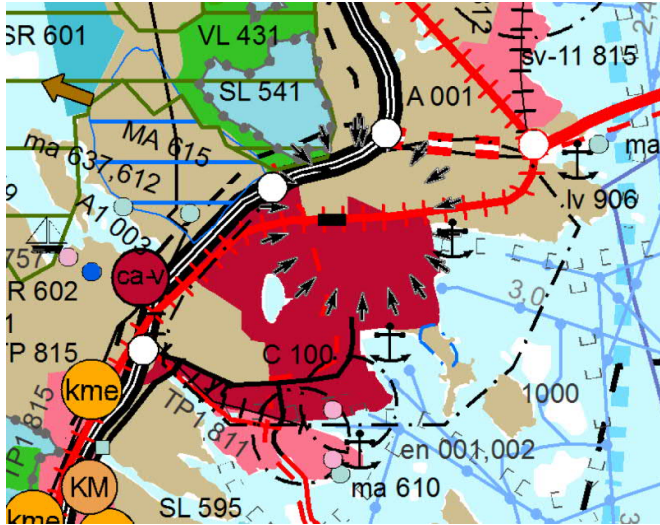 SR 601
VL 431
sv-11 815
SL 541
A 001
MA 615
ma 637,612
ma
.lv 906
A1 003
757
ca-v
R 602
3,0
TP 815
C 100
kme
1000
TP1 815
TP1 811
en 001,002
KM
ma 610
SL 595
kme